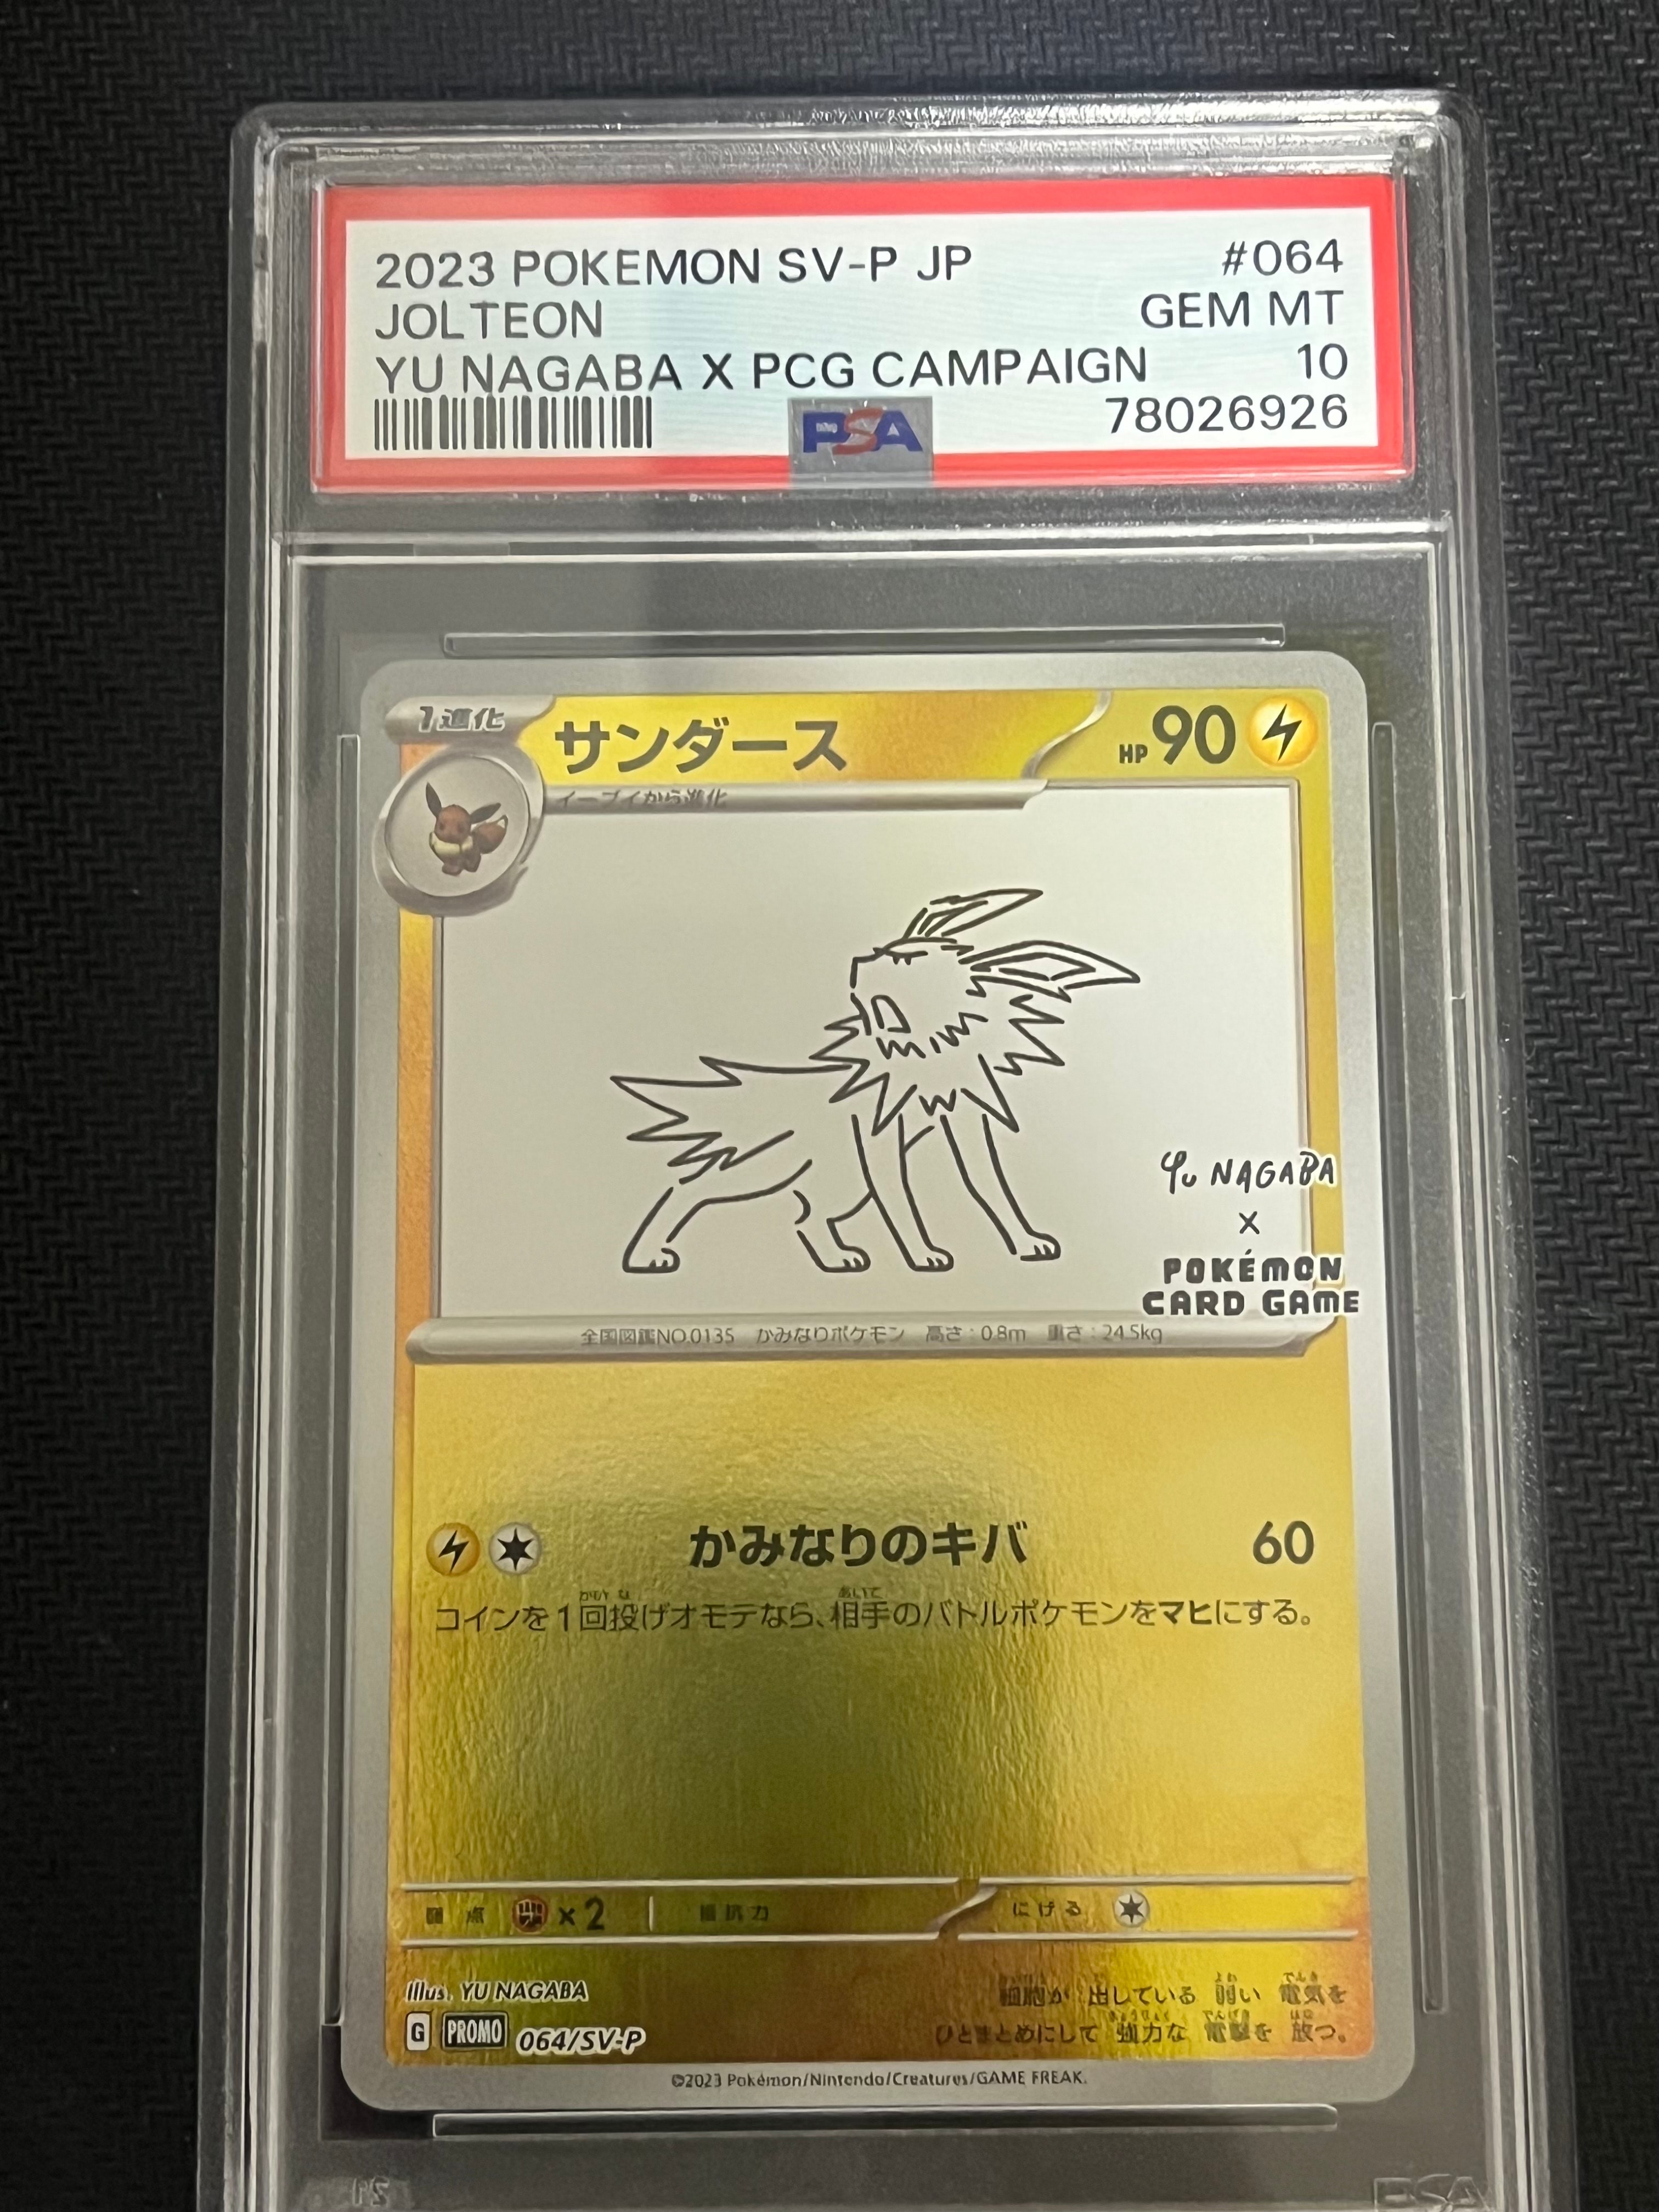 2023 POKEMON SV-P JP #064
JOLTEON GEM MT
YU NAGABA X PCG CAMPAIGN 10
PSA 78026926
1進化 サンダース HP 90
イーブイから進化
Yu NAGABA
×
POKÉMON
CARD GAME
全国図鑑NO.0135 かみなりポケモン 高さ:0.8m 重さ:24.5kg
かみなりのキバ 60
コインを1回投げオモテなら、相手のバトルポケモンをマヒにする。
弱点 ×2 抵抗力 にげる
Illus. YU NAGABA
細胞が 出している 弱い 電気を
ひとまとめにして 強力な 電撃を 放つ。
G PROMO 064/SV-P
©2023 Pokémon/Nintendo/Creatures/GAME FREAK.
PSA